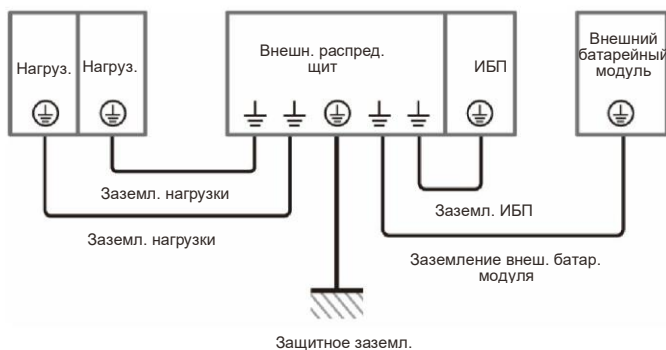 Нагруз.
Нагруз.
Внешн. распред.
щит
ИБП
Внешний
батарейный
модуль
Заземл. нагрузки
Заземл. ИБП
Заземл. нагрузки
Заземление внеш. батар.
модуля
Защитное заземл.